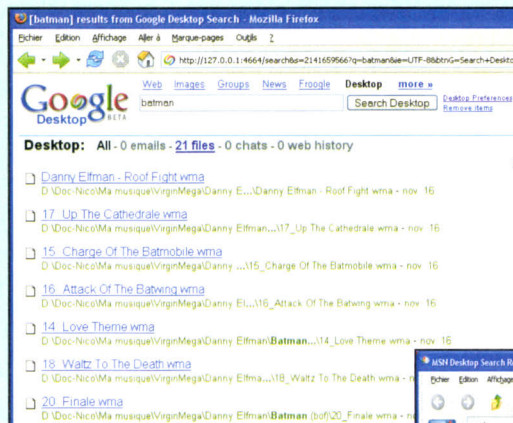 [batman] results from Google Desktop Search - Mozilla Firefox
Fichier Edition Affichage Aller à Marque-pages Outils ?
http://127.0.0.1:4664/search&s=2141659566?q=batman&ie=UTF-8&btnG=Search+Deskto
Web Images Groups News Froogle Desktop more »
Google Desktop BETA
batman
Search Desktop
Desktop Preferences
Remove items
Desktop: All - 0 emails - 21 files - 0 chats - 0 web history
Danny Elfman - Roof Fight wma
D:\Doc-Nico\Ma musique\VirginMega\Danny E...\Danny Elfman - Roof Fight wma - nov. 16
17_Up The Cathedrale wma
D:\Doc-Nico\Ma musique\VirginMega\Danny Elfman...\17_Up The Cathedrale wma - nov. 16
15_Charge Of The Batmobile wma
D:\Doc-Nico\Ma musique\VirginMega\Danny ...\15_Charge Of The Batmobile wma - nov. 16
16_Attack Of The Batwing wma
D:\Doc-Nico\Ma musique\VirginMega\Danny El...\16_Attack Of The Batwing wma - nov. 16
14_Love Theme wma
D:\Doc-Nico\Ma musique\VirginMega\Danny Elfman\Batman...\14_Love Theme wma - nov. 16
18_Waltz To The Death wma
D:\Doc-Nico\Ma musique\VirginMega\Danny Elfma...\18_Waltz To The Death wma - n
20_Finale wma
D:\Doc-Nico\Ma musique\VirginMega\Danny Elfman\Batman (bof)\20_Finale wma - n
MSN Desktop Search R
Fichier Edition Affichage